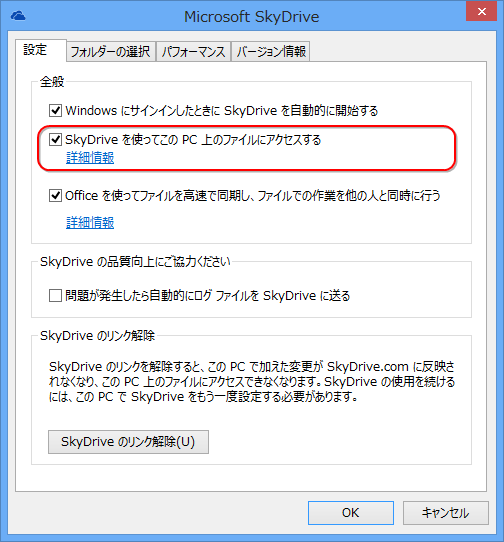 Microsoft SkyDrive
設定
フォルダーの選択
パフォーマンス
バージョン情報
全般
Windows にサインインしたときに SkyDrive を自動的に開始する
SkyDrive を使ってこの PC 上のファイルにアクセスする
詳細情報
Office を使ってファイルを高速で同期し、ファイルでの作業を他の人と同時に行う
詳細情報
SkyDrive の品質向上にご協力ください
問題が発生したら自動的にログ ファイルを SkyDrive に送る
SkyDrive のリンク解除
SkyDrive のリンクを解除すると、この PC で加えた変更が SkyDrive.com に反映さ
れなくなり、この PC 上のファイルにアクセスできなくなります。SkyDrive の使用を続ける
には、この PC で SkyDrive をもう一度設定する必要があります。
SkyDrive のリンク解除(U)
OK
キャンセル